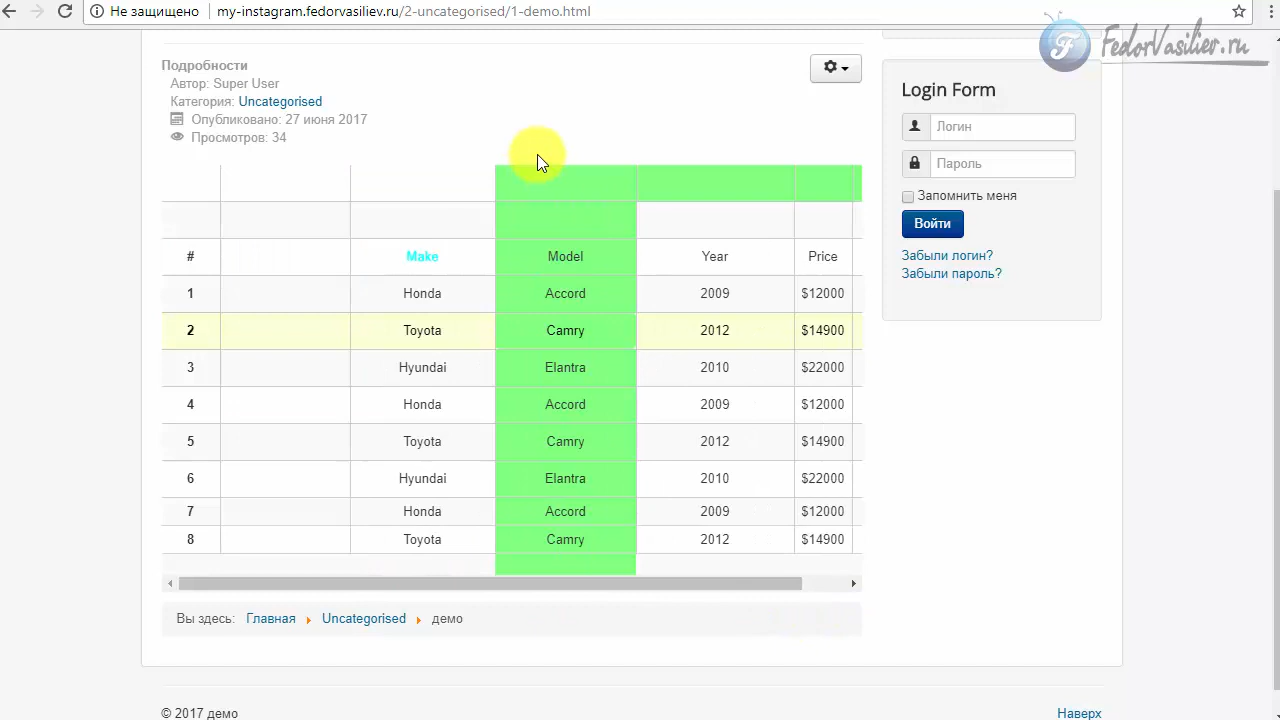 Не защищено my-instagram.fedorvasiliev.ru/2-uncategorised/1-demo.html
FedorVasiliev.ru
Подробности
Автор: Super User
Категория: Uncategorised
Опубликовано: 27 июня 2017
Просмотров: 34
# Make Model Year Price
1 Honda Accord 2009 $12000
2 Toyota Camry 2012 $14900
3 Hyundai Elantra 2010 $22000
4 Honda Accord 2009 $12000
5 Toyota Camry 2012 $14900
6 Hyundai Elantra 2010 $22000
7 Honda Accord 2009 $12000
8 Toyota Camry 2012 $14900
Вы здесь: Главная Uncategorised демо
Login Form
Логин
Пароль
Запомнить меня
Войти
Забыли логин?
Забыли пароль?
© 2017 демо
Наверх